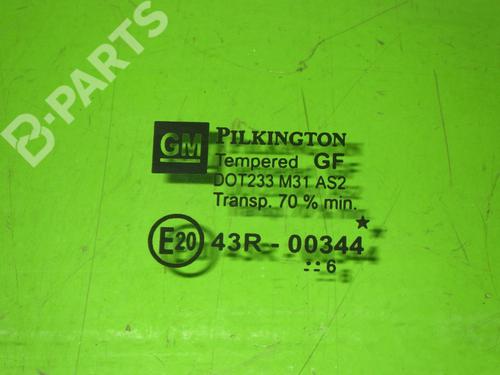 B-PARTS
GM PILKINGTON
Tempered GF
DOT233 M31 AS2
Transp. 70 % min.
E20 43R - 00344
6